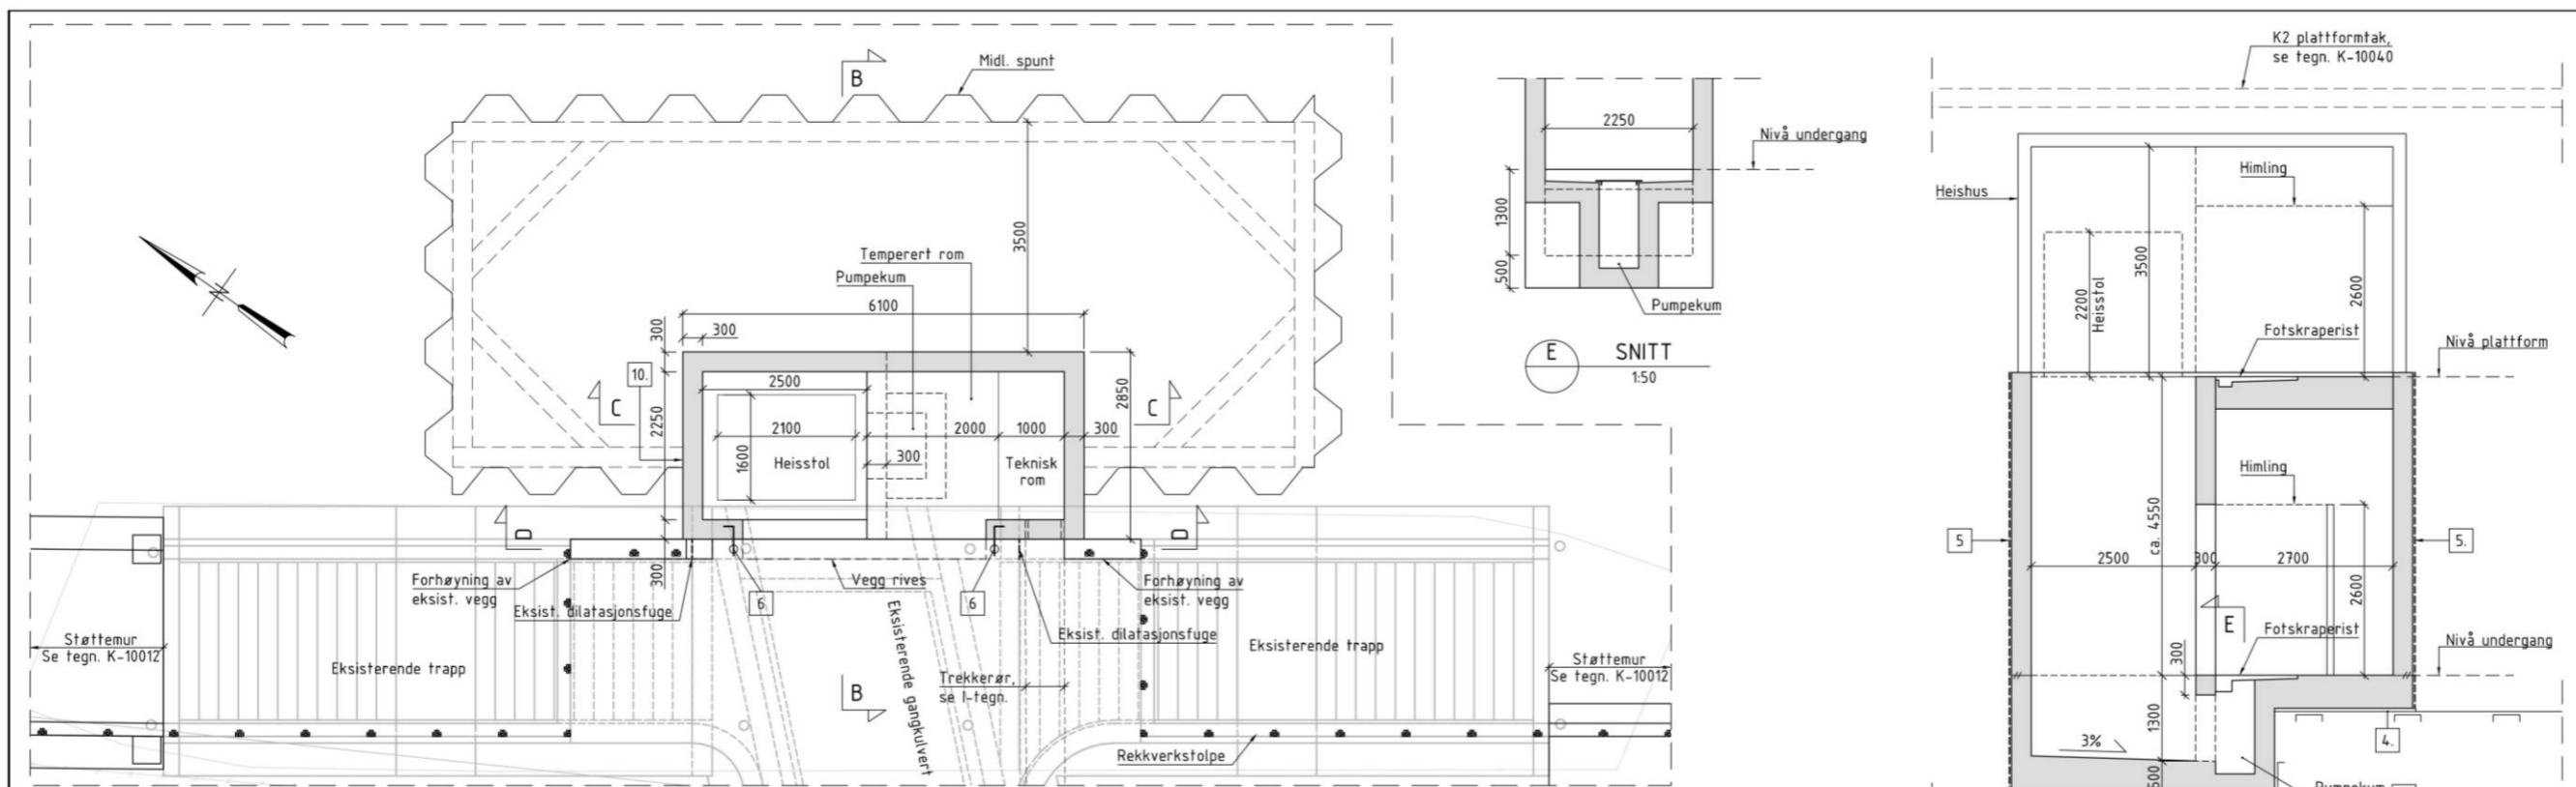 B
Midl. spunt
3500
Temperert rom
Pumpekum
6100
300
300
10.
2500
C
C
2250
2850
2100
2000
1000
300
1600
Heisstol
300
Teknisk
rom
D
D
300
Forhøyning av
eksist. vegg
Eksist. dilatasjonsfuge
6
Vegg rives
6
Forhøyning av
eksist. vegg
Eksist. dilatasjonsfuge
Støttemur
Se tegn. K-10012
Eksisterende trapp
Eksisterende gangkulvert
Eksisterende trapp
Støttemur
Se tegn. K-10012
Trekkerør,
se I-tegn.
B
Rekkverkstolpe
N
2250
Nivå undergang
1300
500
Pumpekum
E
SNITT
1:50
K2 plattformtak,
se tegn. K-10040
Heishus
Himling
3500
2200
Heisstol
2600
Fotskraperist
Nivå plattform
Himling
ca. 4550
5
5.
2500
300
2700
2600
E
Fotskraperist
Nivå undergang
300
1300
3%
4.
500
Pumpekum